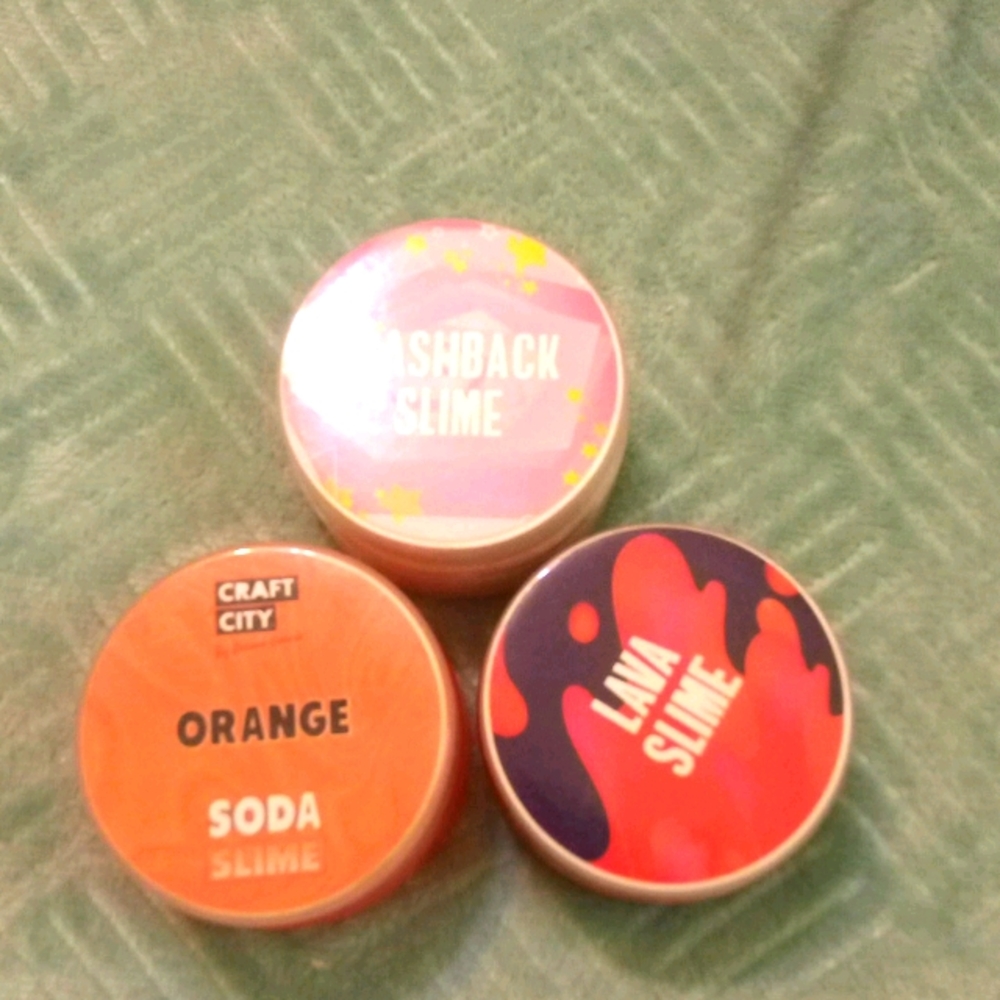 ASHBACK
SLIME
CRAFT
CITY
ORANGE
SODA
SLIME
LAVA
SLIME